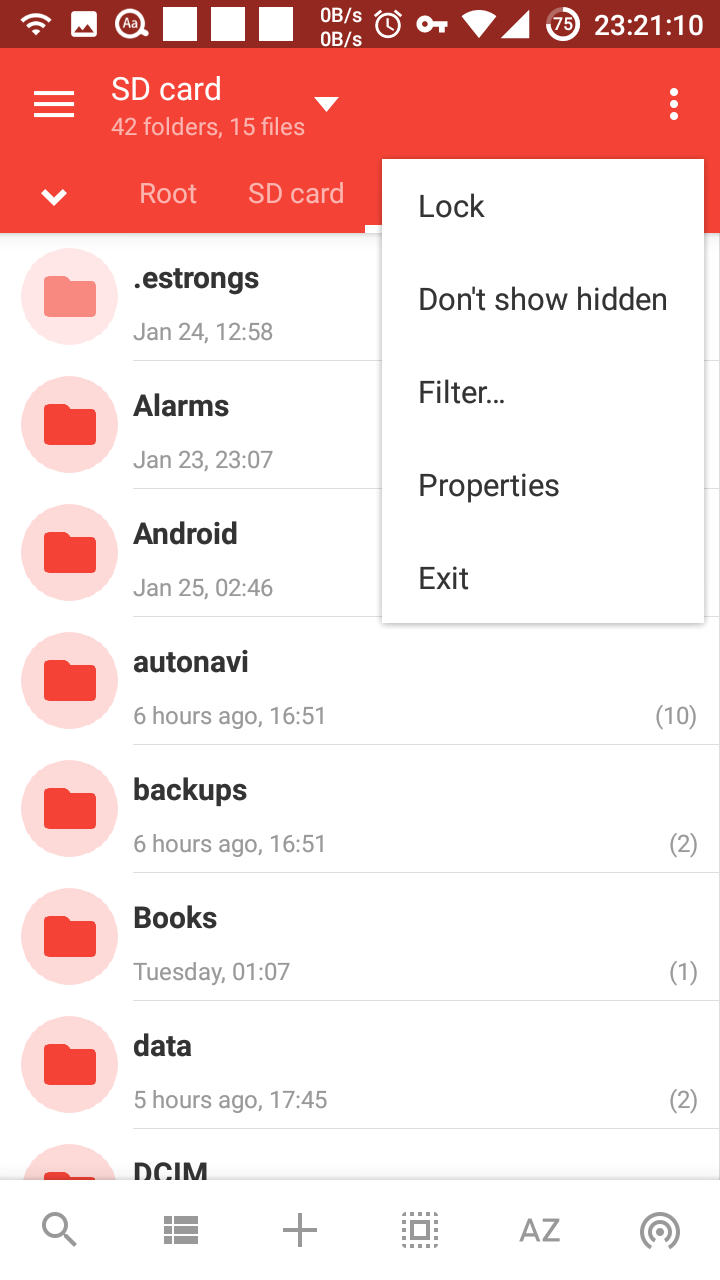 Aa
0B/s
0B/s
75
23:21:10
SD card
42 folders, 15 files
Root
SD card
Lock
Don't show hidden
Filter...
Properties
Exit
.estrongs
Jan 24, 12:58
Alarms
Jan 23, 23:07
Android
Jan 25, 02:46
autonavi
6 hours ago, 16:51
(10)
backups
6 hours ago, 16:51
(2)
Books
Tuesday, 01:07
(1)
data
5 hours ago, 17:45
(2)
DCIM
AZ